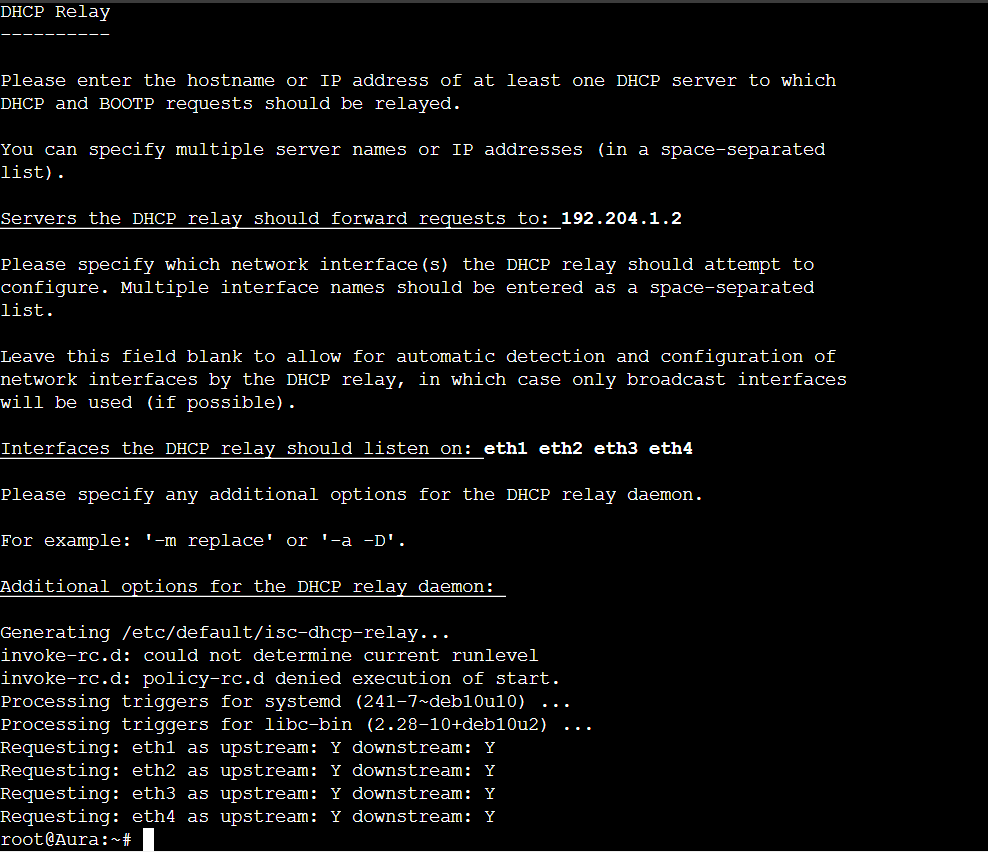 DHCP Relay
----------
Please enter the hostname or IP address of at least one DHCP server to which
DHCP and BOOTP requests should be relayed.
You can specify multiple server names or IP addresses (in a space-separated
list).
Servers the DHCP relay should forward requests to: 192.204.1.2
Please specify which network interface(s) the DHCP relay should attempt to
configure. Multiple interface names should be entered as a space-separated
list.
Leave this field blank to allow for automatic detection and configuration of
network interfaces by the DHCP relay, in which case only broadcast interfaces
will be used (if possible).
Interfaces the DHCP relay should listen on: eth1 eth2 eth3 eth4
Please specify any additional options for the DHCP relay daemon.
For example: '-m replace' or '-a -D'.
Additional options for the DHCP relay daemon:
Generating /etc/default/isc-dhcp-relay...
invoke-rc.d: could not determine current runlevel
invoke-rc.d: policy-rc.d denied execution of start.
Processing triggers for systemd (241-7~deb10u10) ...
Processing triggers for libc-bin (2.28-10+deb10u2) ...
Requesting: eth1 as upstream: Y downstream: Y
Requesting: eth2 as upstream: Y downstream: Y
Requesting: eth3 as upstream: Y downstream: Y
Requesting: eth4 as upstream: Y downstream: Y
root@Aura:~#